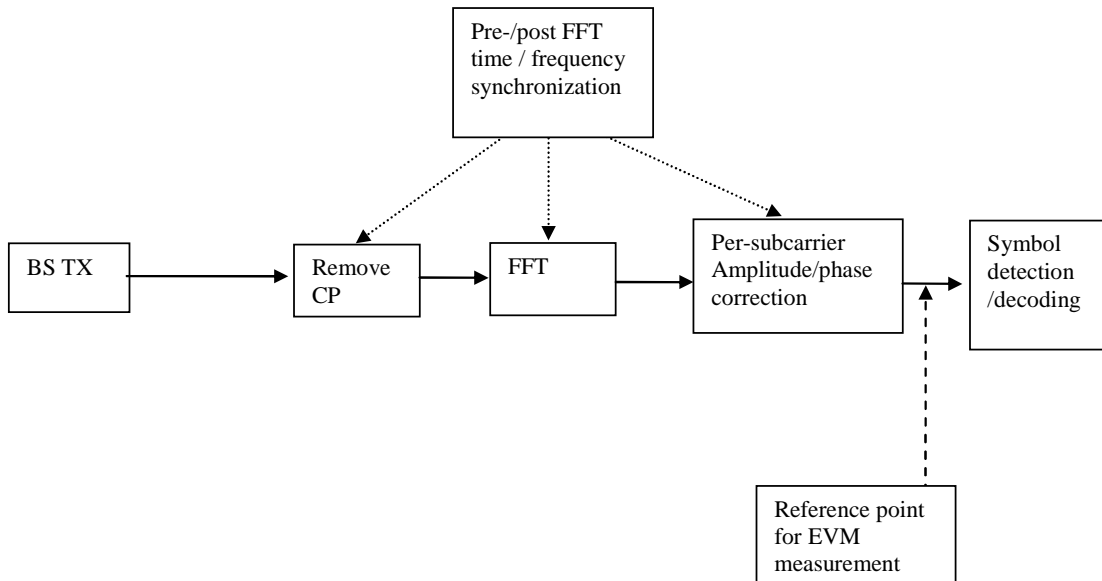 Pre-/post FFT
time / frequency
synchronization
BS TX
Remove
CP
FFT
Per-subcarrier
Amplitude/phase
correction
Symbol
detection
/decoding
Reference point
for EVM
measurement